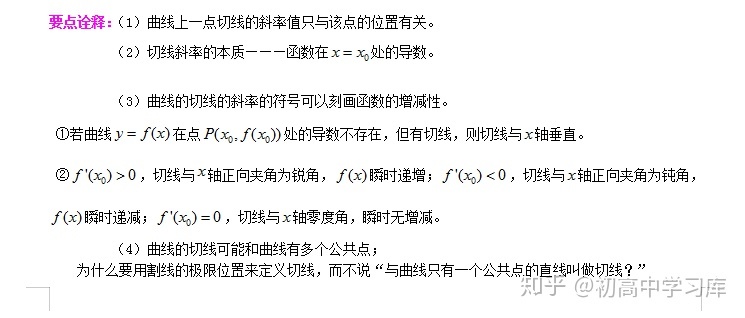 要点诠释:(1)曲线上一点切线的斜率值只与该点的位置有关。
(2)切线斜率的本质———函数在 x = x₀ 处的导数。
(3)曲线的切线的斜率的符号可以刻画函数的增减性。
①若曲线 y = f(x) 在点 P(x₀, f(x₀)) 处的导数不存在,但有切线,则切线与 x 轴垂直。
② f '(x₀) > 0,切线与 x 轴正向夹角为锐角,f(x) 瞬时递增;f '(x₀) < 0,切线与 x 轴正向夹角为钝角,
f(x) 瞬时递减;f '(x₀) = 0,切线与 x 轴零度角,瞬时无增减。
(4)曲线的切线可能和曲线有多个公共点;
为什么要用割线的极限位置来定义切线,而不说“与曲线只有一个公共点的直线叫做切线?”
知乎 @初高中学习库